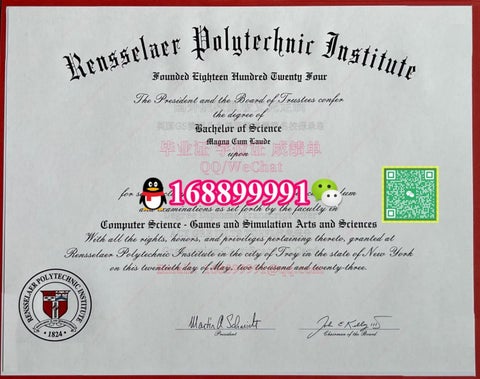 Rensselaer Polytechnic Institute
Founded Eighteen Hundred Twenty Four
The President and the Board of Trustees confer
the degree of
Bachelor of Science
Magna Cum Laude
毕业证 成绩单
QQ/WeChat
upon
168899991
and examinations as set forth by the faculty in
Computer Science - Games and Simulation Arts and Sciences
With all the rights, honors, and privileges pertaining thereto, granted at
Rensselaer Polytechnic Institute in the city of Troy in the state of New York
on this twentieth day of May, two thousand and twenty-three.
RENSSELAER POLYTECHNIC INSTITUTE
1824
President
Chairman of the Board